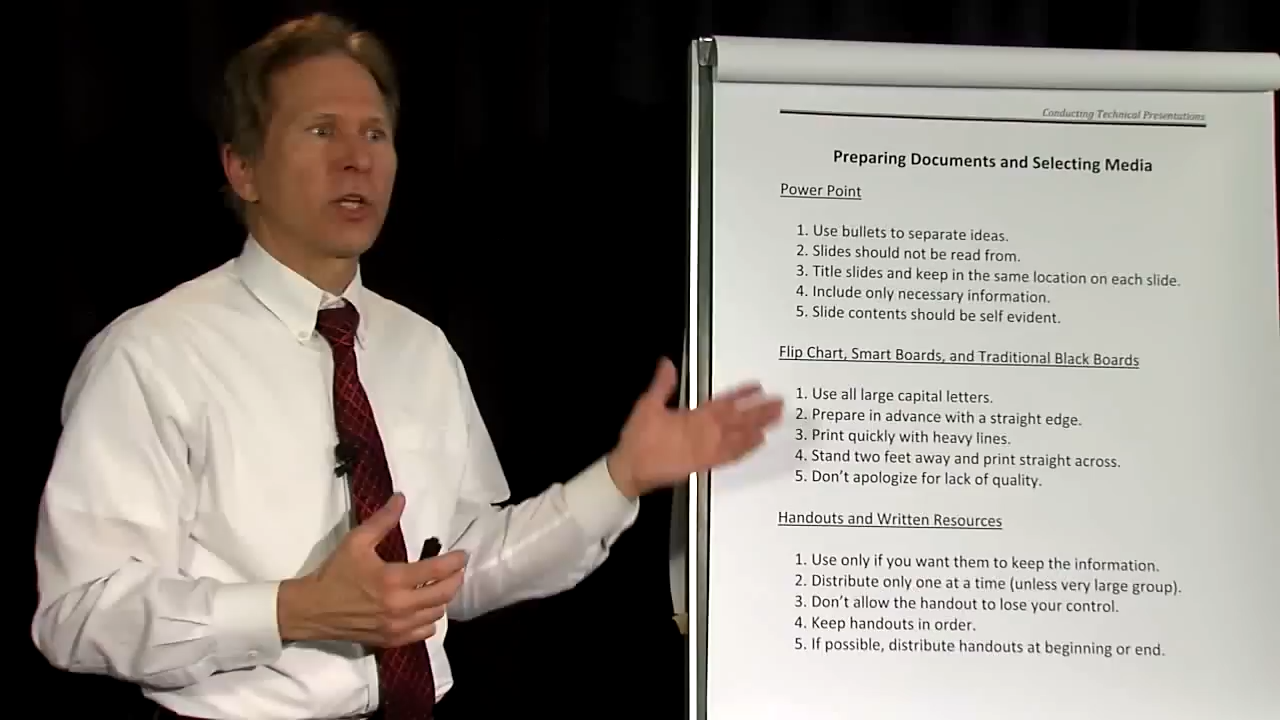 Conducting Technical Presentations
Preparing Documents and Selecting Media
Power Point
1. Use bullets to separate ideas.
2. Slides should not be read from.
3. Title slides and keep in the same location on each slide.
4. Include only necessary information.
5. Slide contents should be self evident.
Flip Chart, Smart Boards, and Traditional Black Boards
1. Use all large capital letters.
2. Prepare in advance with a straight edge.
3. Print quickly with heavy lines.
4. Stand two feet away and print straight across.
5. Don't apologize for lack of quality.
Handouts and Written Resources
1. Use only if you want them to keep the information.
2. Distribute only one at a time (unless very large group).
3. Don't allow the handout to lose your control.
4. Keep handouts in order.
5. If possible, distribute handouts at beginning or end.